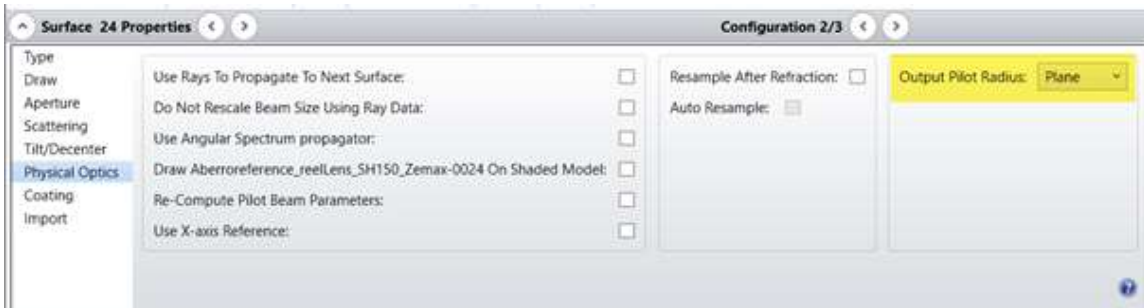 Surface 24 Properties
Configuration 2/3
Type
Draw
Aperture
Scattering
Tilt/Decenter
Physical Optics
Coating
Import
Use Rays To Propagate To Next Surface:
Do Not Rescale Beam Size Using Ray Data:
Use Angular Spectrum propagator:
Draw Aberroreference_reelLens_SH150_Zemax-0024 On Shaded Model:
Re-Compute Pilot Beam Parameters:
Use X-axis Reference:
Resample After Refraction:
Auto Resample:
Output Pilot Radius: Plane